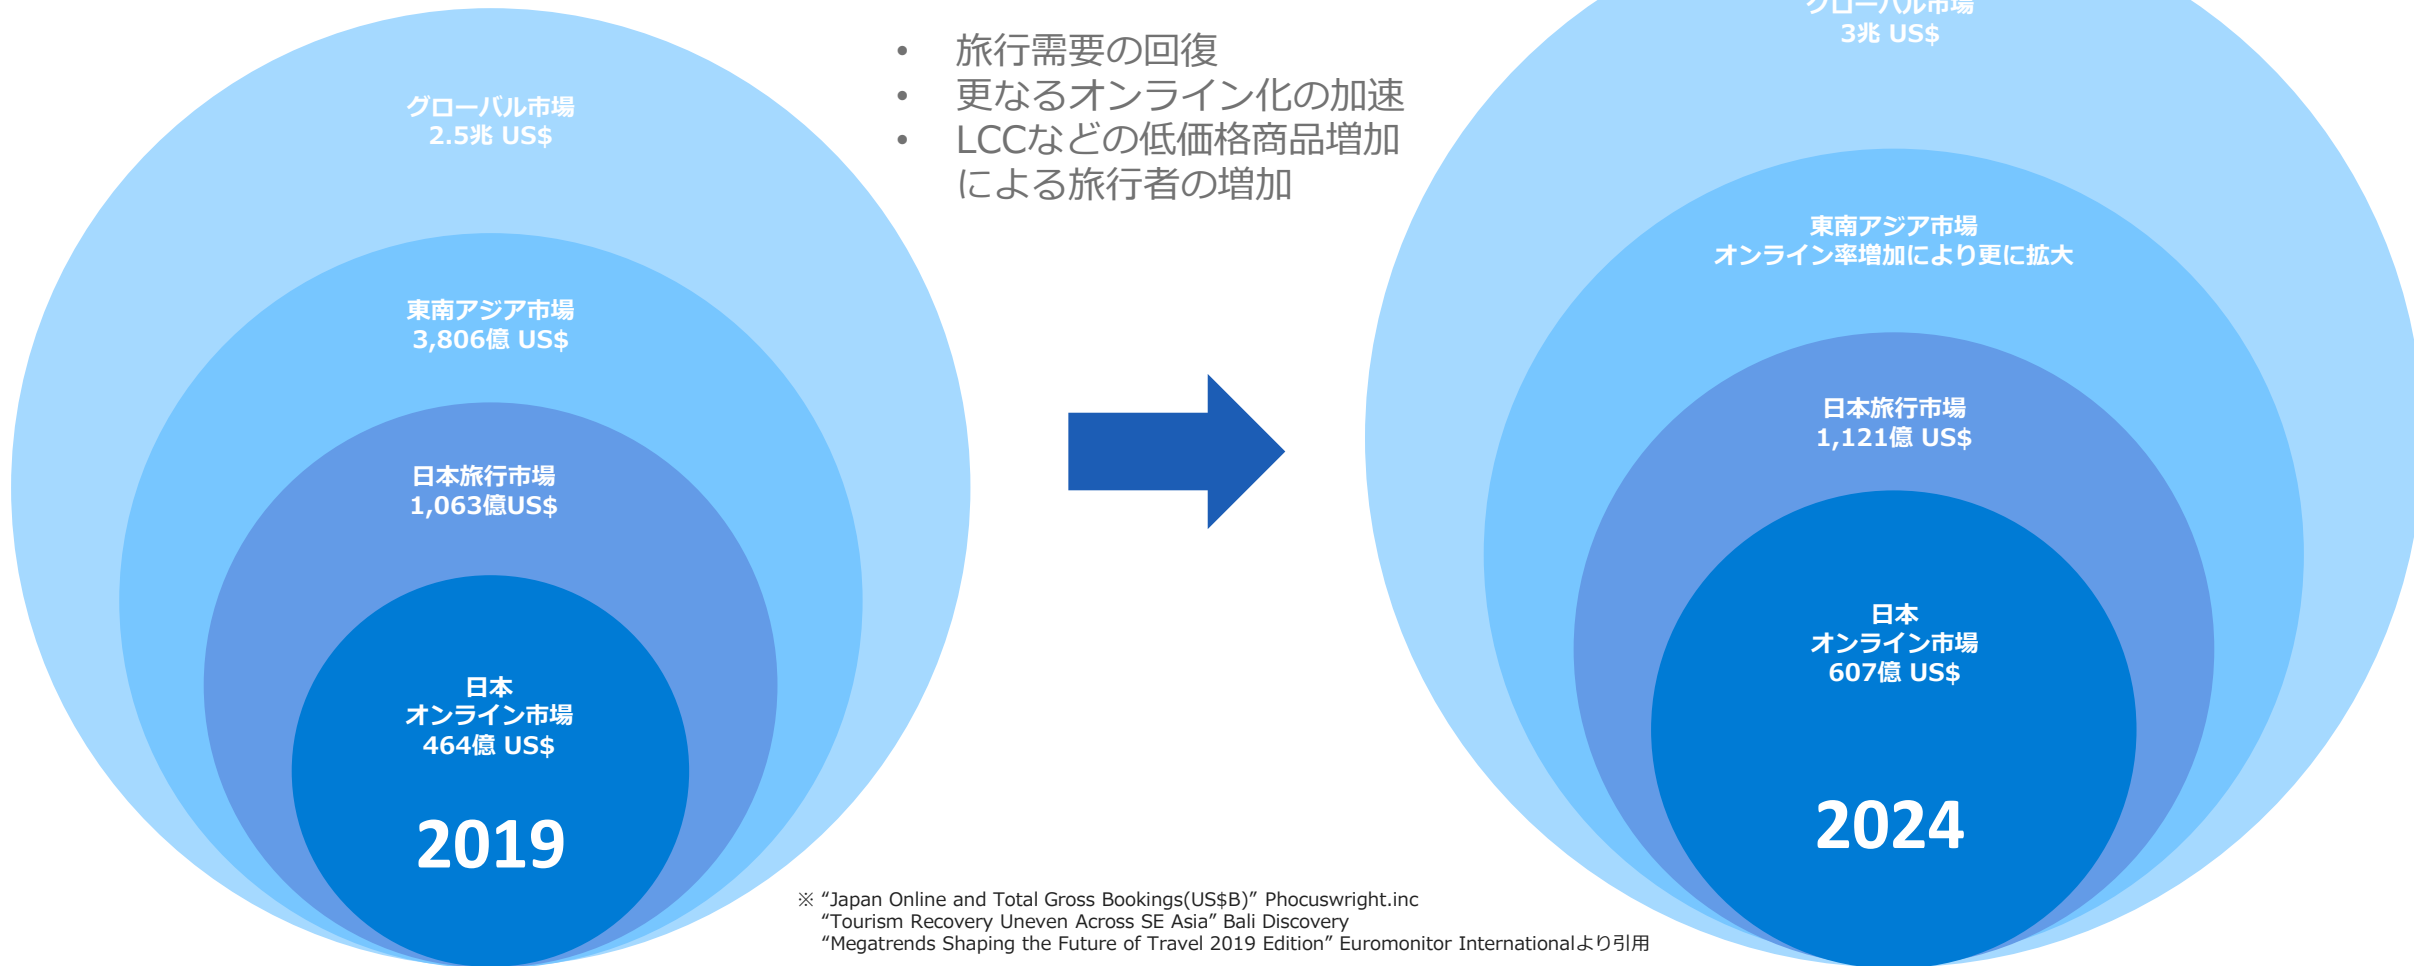 グローバル市場
2.5兆 US$
東南アジア市場
3,806億 US$
日本旅行市場
1,063億US$
日本
オンライン市場
464億 US$
2019
• 旅行需要の回復
• 更なるオンライン化の加速
• LCCなどの低価格商品増加
による旅行者の増加
グローバル市場
3兆 US$
東南アジア市場
オンライン率増加により更に拡大
日本旅行市場
1,121億 US$
日本
オンライン市場
607億 US$
2024
※ “Japan Online and Total Gross Bookings(US$B)” Phocuswright.inc
“Tourism Recovery Uneven Across SE Asia” Bali Discovery
“Megatrends Shaping the Future of Travel 2019 Edition” Euromonitor Internationalより引用